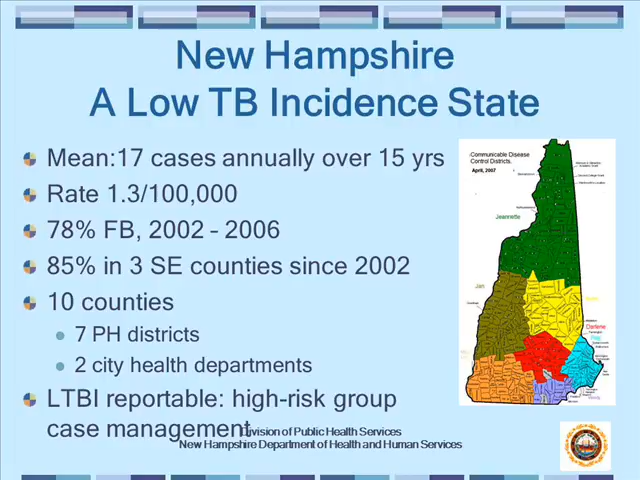 New Hampshire
A Low TB Incidence State
Mean:17 cases annually over 15 yrs
Rate 1.3/100,000
78% FB, 2002 - 2006
85% in 3 SE counties since 2002
10 counties
7 PH districts
2 city health departments
LTBI reportable: high-risk group
case management
Division of Public Health Services
New Hampshire Department of Health and Human Services
Communicable Disease
Control Districts.
April, 2007
Jeannette
Jan
Darlene